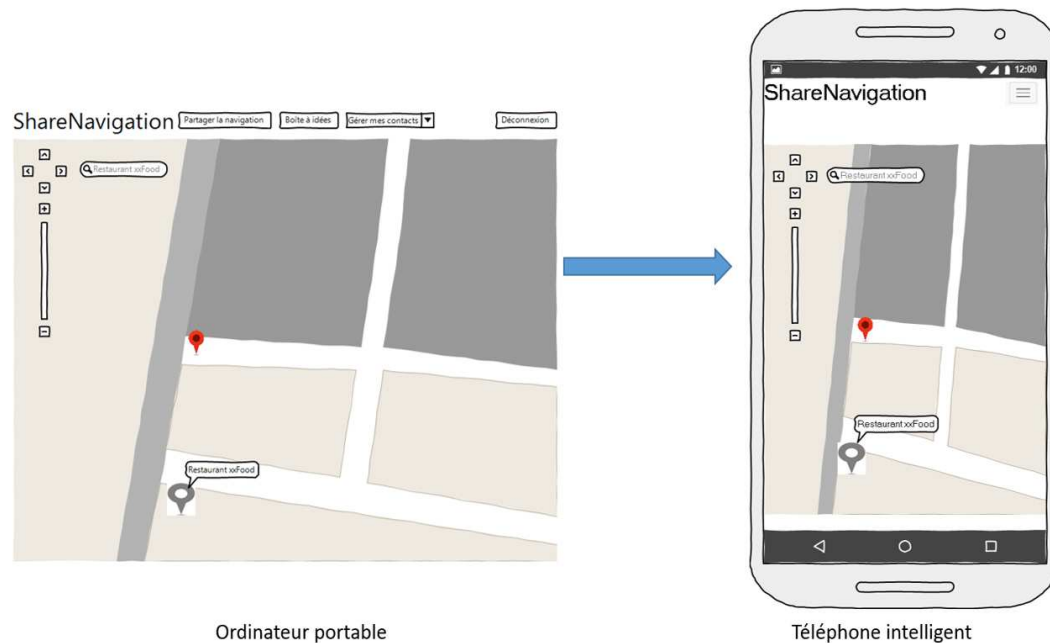 ShareNavigation Partager la navigation Boîte à idées Gérer mes contacts Déconnexion
Restaurant xxFood
Restaurant xxFood
Ordinateur portable
12:00
ShareNavigation
Restaurant xxFood
Restaurant xxFood
Téléphone intelligent